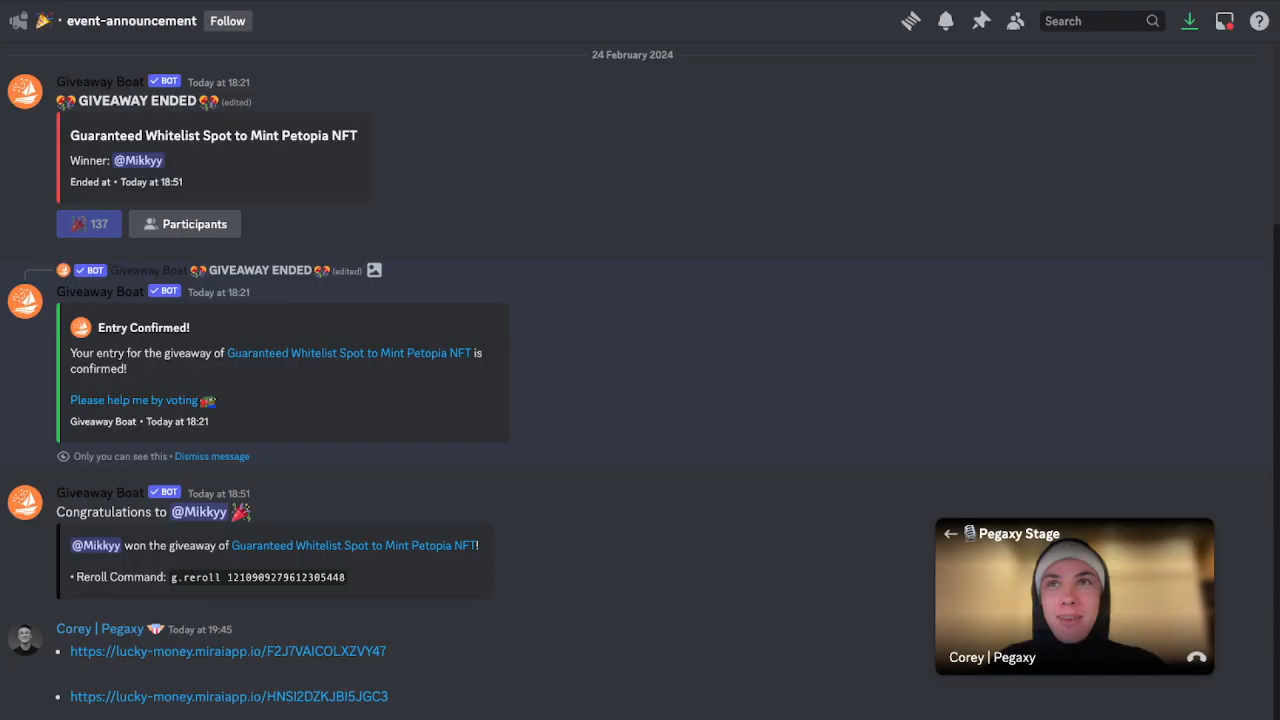 event-announcement Follow Search
24 February 2024
Giveaway Boat BOT Today at 18:21
GIVEAWAY ENDED (edited)
Guaranteed Whitelist Spot to Mint Petopia NFT
Winner: @Mikkyy
Ended at • Today at 18:51
137 Participants
BOT Giveaway Boat GIVEAWAY ENDED (edited)
Giveaway Boat BOT Today at 18:21
Entry Confirmed!
Your entry for the giveaway of Guaranteed Whitelist Spot to Mint Petopia NFT is
confirmed!
Please help me by voting
Giveaway Boat • Today at 18:21
Only you can see this • Dismiss message
Giveaway Boat BOT Today at 18:51
Congratulations to @Mikkyy
@Mikkyy won the giveaway of Guaranteed Whitelist Spot to Mint Petopia NFT!
• Reroll Command: g.reroll 1210909279612305448
Pegaxy Stage
Corey | Pegaxy
Corey | Pegaxy Today at 19:45
• https://lucky-money.miraiapp.io/F2J7VAICOLXZVY47
• https://lucky-money.miraiapp.io/HNSI2DZKJBI5JGC3